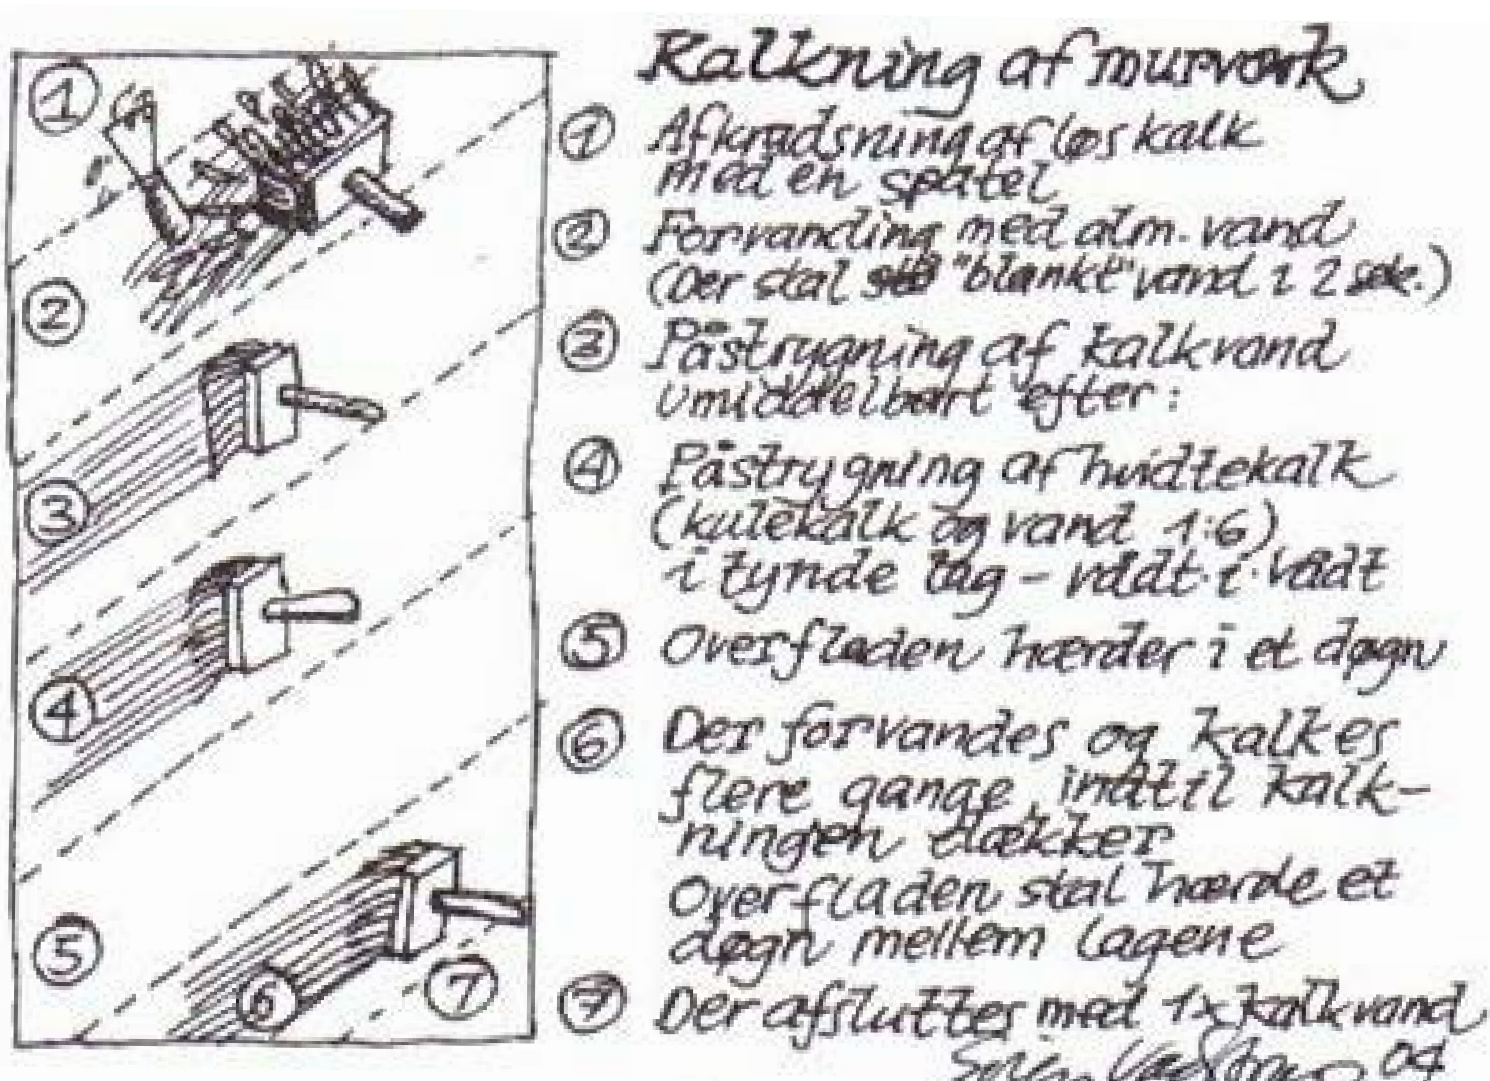 Kalkning af murværk
1 Afkradsning af løs kalk
med en spatel
2 Forvanding med alm. vand
(Der skal stå "blankt" vand i 2 sek.)
3 Påstrygning af kalkvand
umiddelbart efter:
4 Påstrygning af hvidtekalk
(kulekalk og vand 1:6)
i tynde lag - vådt-i-vådt
5 Overfladen hærder i et døgn
6 Der forvandes og kalkes
flere gange, indtil kalk-
ningen dækker
Overfladen skal hærde et
døgn mellem lagene
7 Der afsluttes med 1x kalkvand
04
1
2
3
4
5
6
7